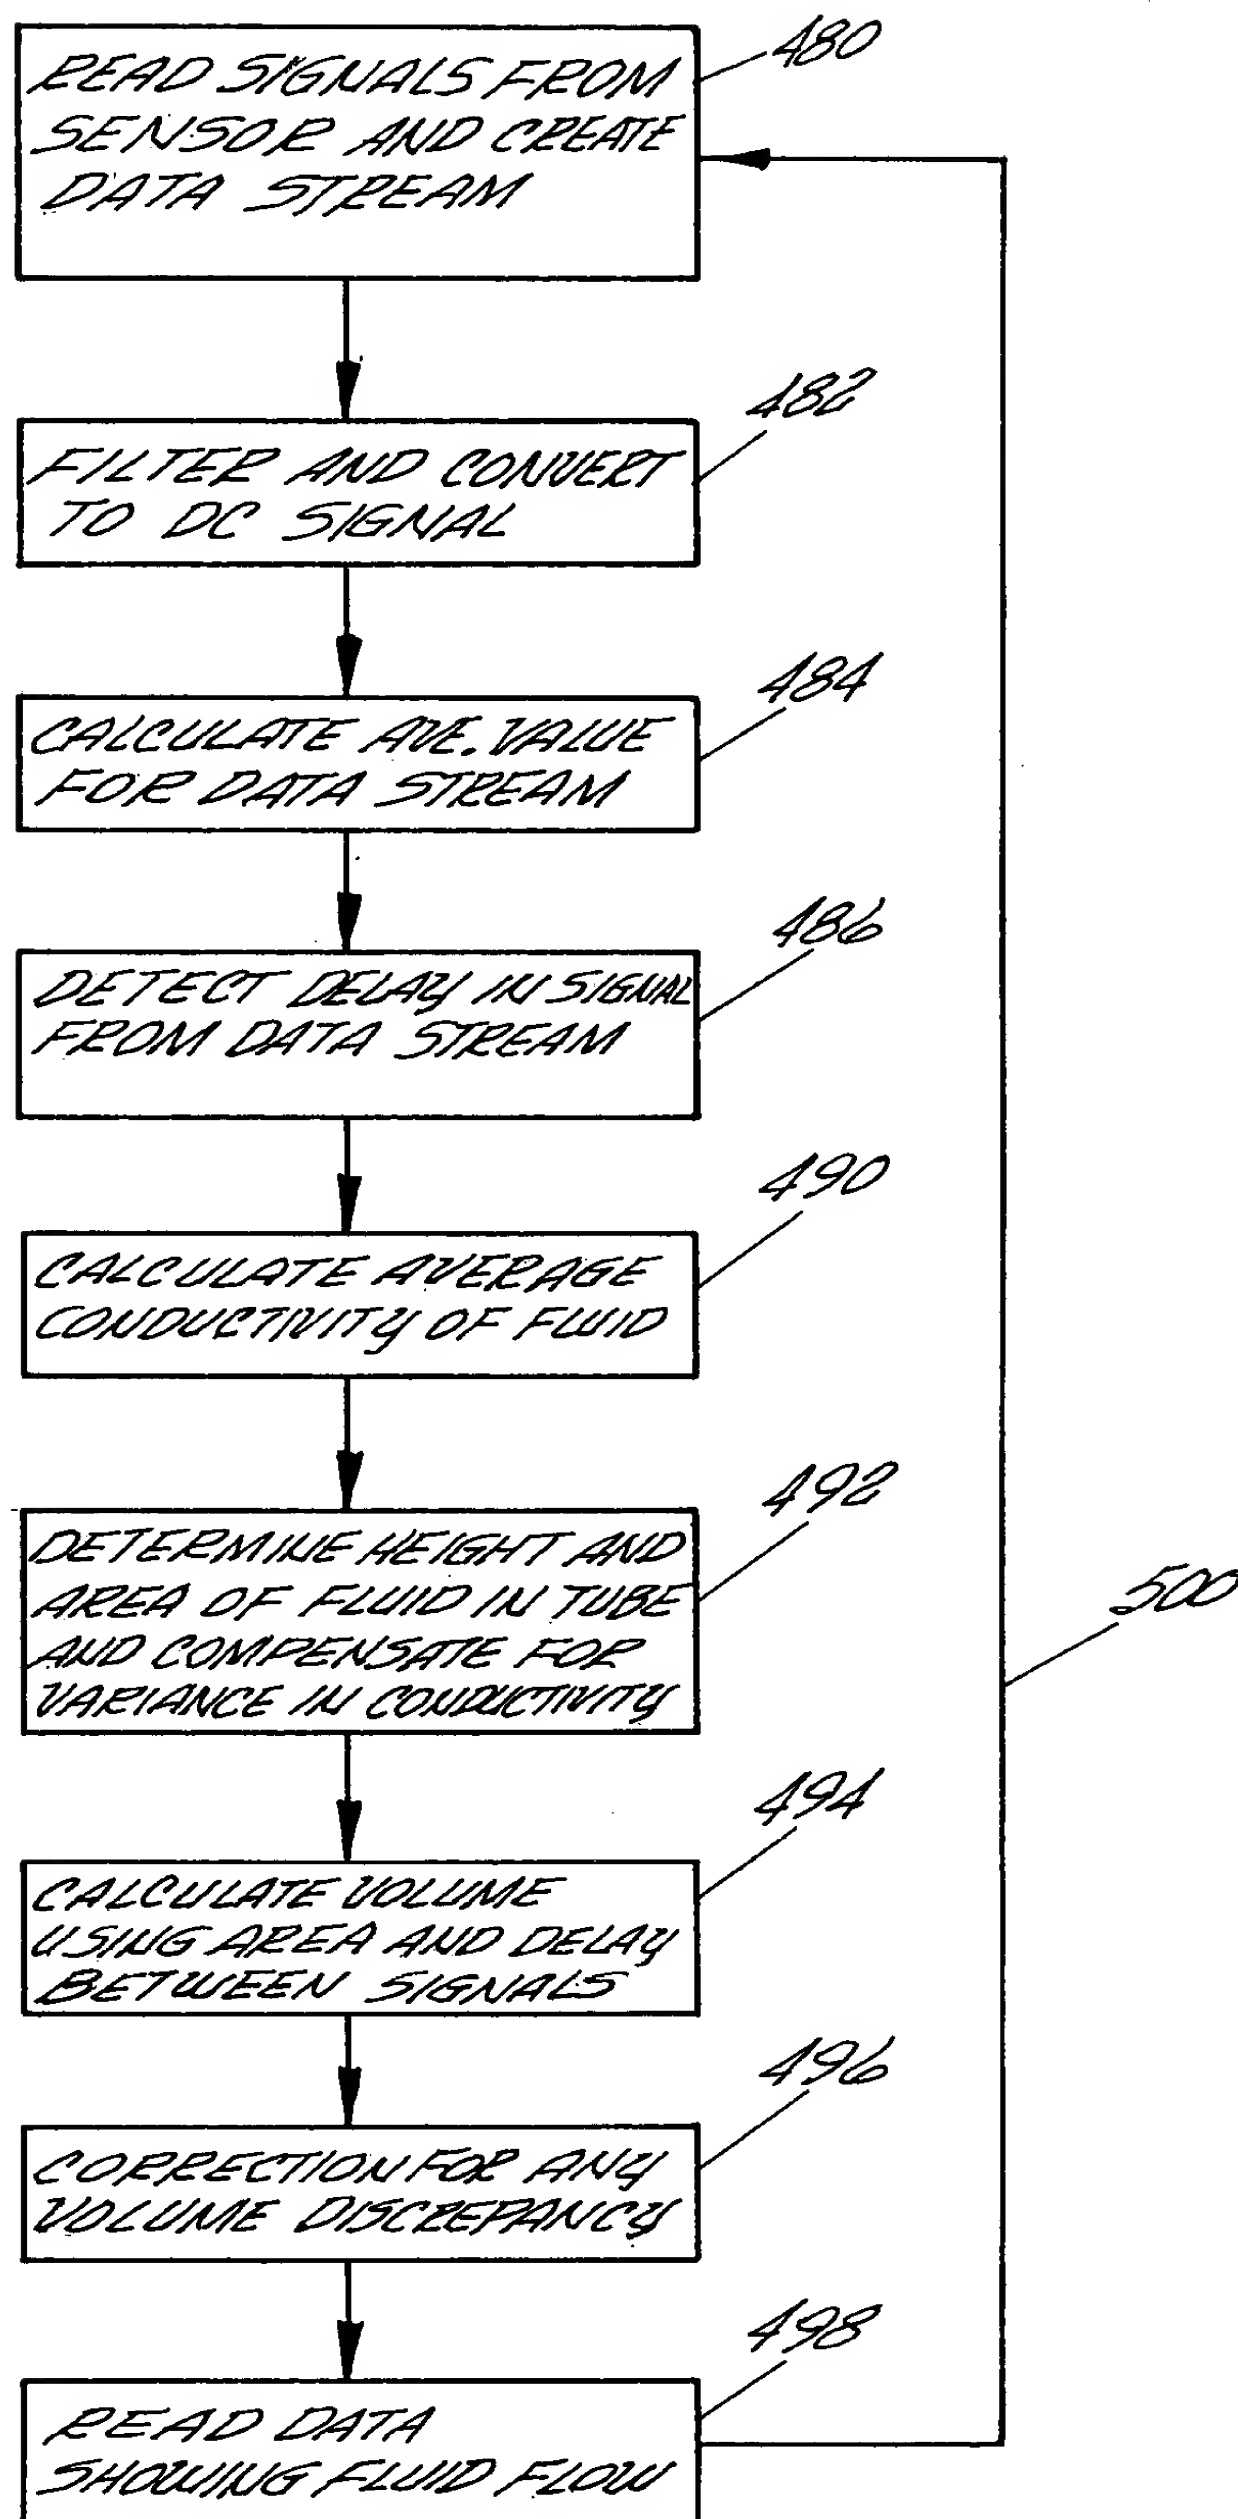 480
READ SIGNALS FROM
SENSOR AND CREATE
DATA STREAM
482
FILTER AND CONVERT
TO DC SIGNAL
484
CALCULATE AVE. VALUE
FOR DATA STREAM
486
DETECT DELAY IN SIGNAL
FROM DATA STREAM
490
CALCULATE AVERAGE
CONDUCTIVITY OF FLUID
492
DETERMINE HEIGHT AND
AREA OF FLUID IN TUBE
AND COMPENSATE FOR
VARIANCE IN CONDUCTIVITY
500
494
CALCULATE VOLUME
USING AREA AND DELAY
BETWEEN SIGNALS
496
CORRECTION FOR ANY
VOLUME DISCREPANCY
498
READ DATA
SHOWING FLUID FLOW